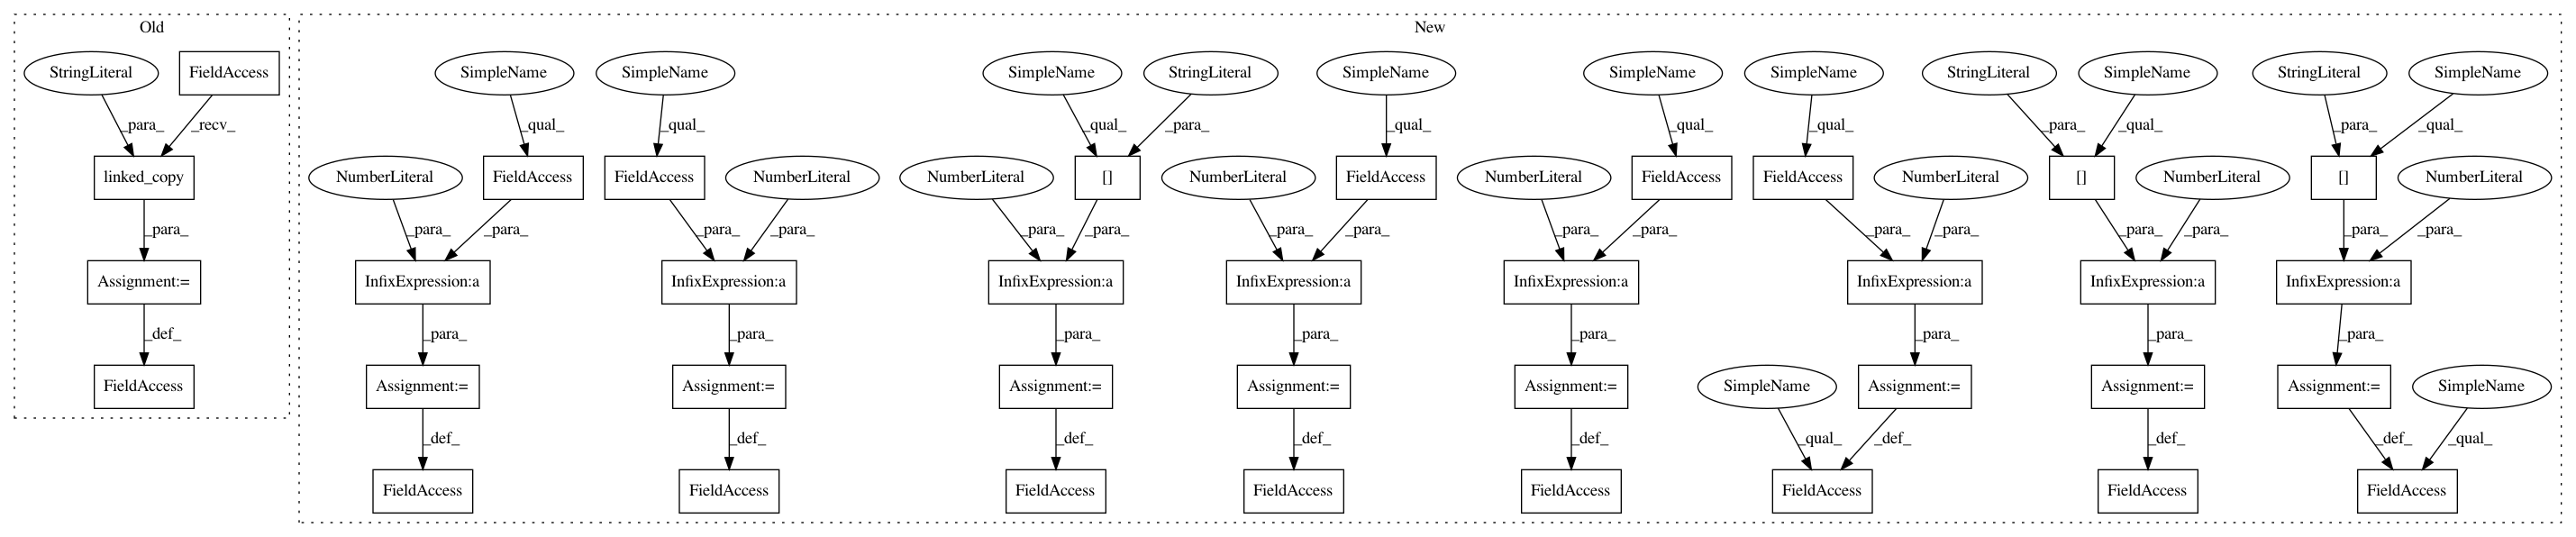 Old New
StringLiteral FieldAccess SimpleName SimpleName SimpleName StringLiteral SimpleName SimpleName SimpleName StringLiteral SimpleName StringLiteral SimpleName
_para_ _recv_ _qual_ _qual_ _qual_ _para_ _qual_ _qual_ _qual_ _para_ _qual_ _para_ _qual_
linked_copy NumberLiteral FieldAccess FieldAccess NumberLiteral NumberLiteral [] NumberLiteral FieldAccess NumberLiteral FieldAccess FieldAccess NumberLiteral [] NumberLiteral [] NumberLiteral
_para_ _para_ _para_ _para_ _para_ _para_ _para_ _para_ _para_ _para_ _para_ _para_ _para_ _para_ _para_ _para_ _para_
Assignment:= InfixExpression:a InfixExpression:a InfixExpression:a InfixExpression:a InfixExpression:a InfixExpression:a InfixExpression:a InfixExpression:a
_def_ _para_ _para_ _para_ _para_ _para_ _para_ _para_ _para_
FieldAccess Assignment:= Assignment:= Assignment:= Assignment:= Assignment:= SimpleName Assignment:= Assignment:= Assignment:= SimpleName
_def_ _def_ _def_ _def_ _def_ _qual_ _def_ _def_ _def_ _qual_
FieldAccess FieldAccess FieldAccess FieldAccess FieldAccess FieldAccess FieldAccess FieldAccess